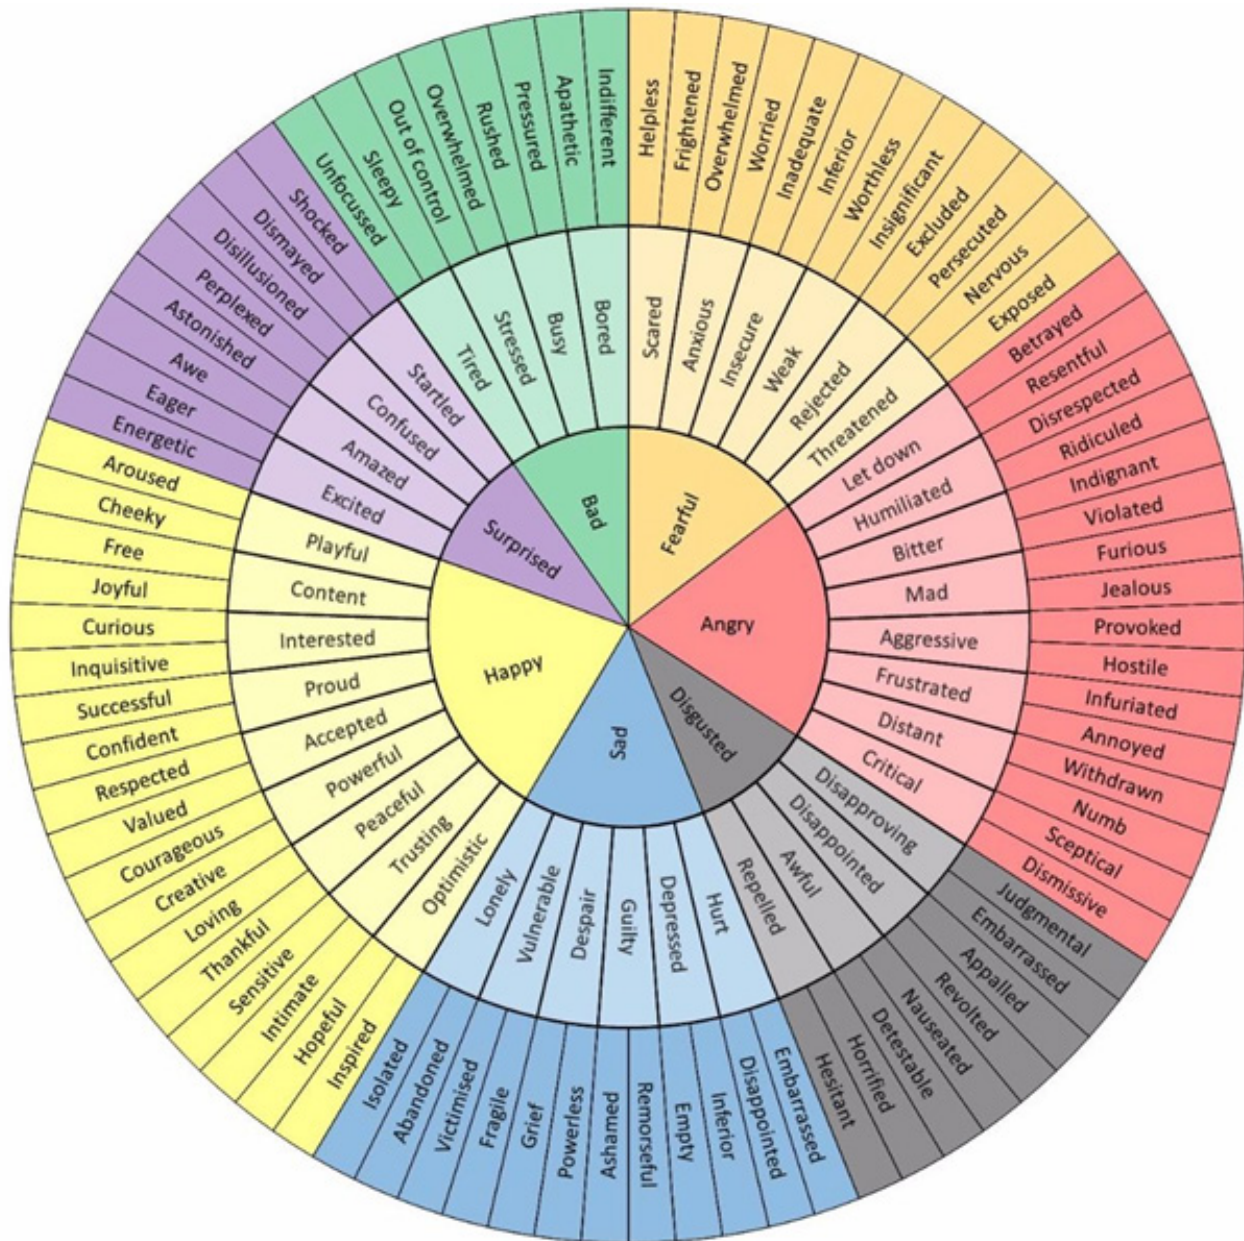 Fearful
Angry
Disgusted
Sad
Happy
Surprised
Bad
Scared
Anxious
Insecure
Weak
Rejected
Threatened
Let down
Humiliated
Bitter
Mad
Aggressive
Frustrated
Distant
Critical
Disapproving
Disappointed
Awful
Repelled
Hurt
Depressed
Guilty
Despair
Vulnerable
Lonely
Optimistic
Trusting
Peaceful
Powerful
Accepted
Proud
Interested
Content
Playful
Excited
Amazed
Confused
Startled
Tired
Stressed
Busy
Bored
Helpless
Frightened
Overwhelmed
Worried
Inadequate
Inferior
Worthless
Insignificant
Excluded
Persecuted
Nervous
Exposed
Betrayed
Resentful
Disrespected
Ridiculed
Indignant
Violated
Furious
Jealous
Provoked
Hostile
Infuriated
Annoyed
Withdrawn
Numb
Sceptical
Dismissive
Judgmental
Embarrassed
Appalled
Revolted
Nauseated
Detestable
Horrified
Hesitant
Embarrassed
Disappointed
Inferior
Empty
Remorseful
Ashamed
Powerless
Grief
Fragile
Victimised
Abandoned
Isolated
Inspired
Hopeful
Intimate
Sensitive
Thankful
Loving
Creative
Courageous
Valued
Respected
Confident
Successful
Inquisitive
Curious
Joyful
Free
Cheeky
Aroused
Energetic
Eager
Awe
Astonished
Perplexed
Disillusioned
Dismayed
Shocked
Unfocussed
Sleepy
Out of control
Overwhelmed
Rushed
Pressured
Apathetic
Indifferent